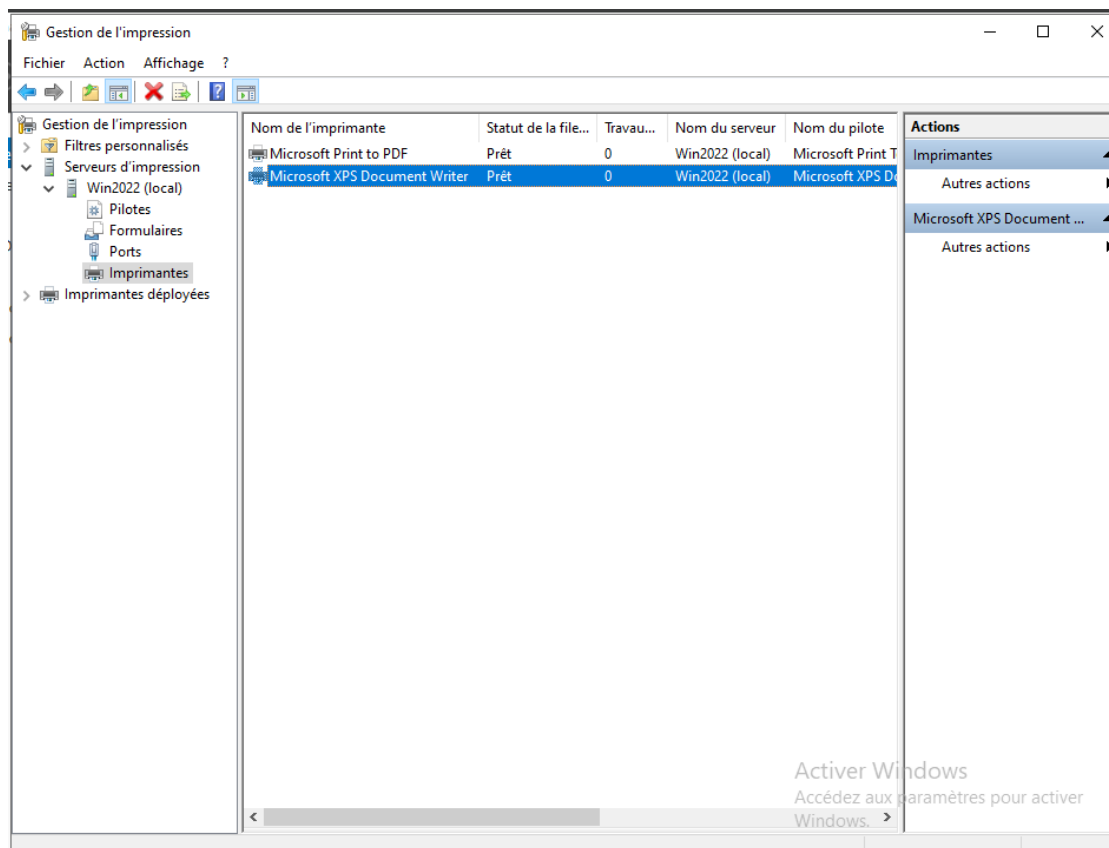 Gestion de l'impression
Fichier Action Affichage ?
Gestion de l'impression
Filtres personnalisés
Serveurs d'impression
Win2022 (local)
Pilotes
Formulaires
Ports
Imprimantes
Imprimantes déployées
Nom de l'imprimante Statut de la file... Travau... Nom du serveur Nom du pilote
Microsoft Print to PDF Prêt 0 Win2022 (local) Microsoft Print T
Microsoft XPS Document Writer Prêt 0 Win2022 (local) Microsoft XPS Do
Actions
Imprimantes
Autres actions
Microsoft XPS Document ...
Autres actions
Activer Windows
Accédez aux paramètres pour activer
Windows.